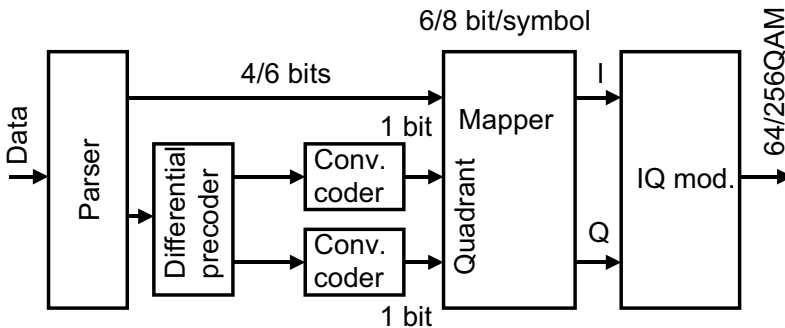 6/8 bit/symbol
4/6 bits
I
64/256QAM
1 bit
Mapper
Data
Parser
Differential
precoder
Conv.
coder
Quadrant
IQ mod.
Q
Conv.
coder
1 bit